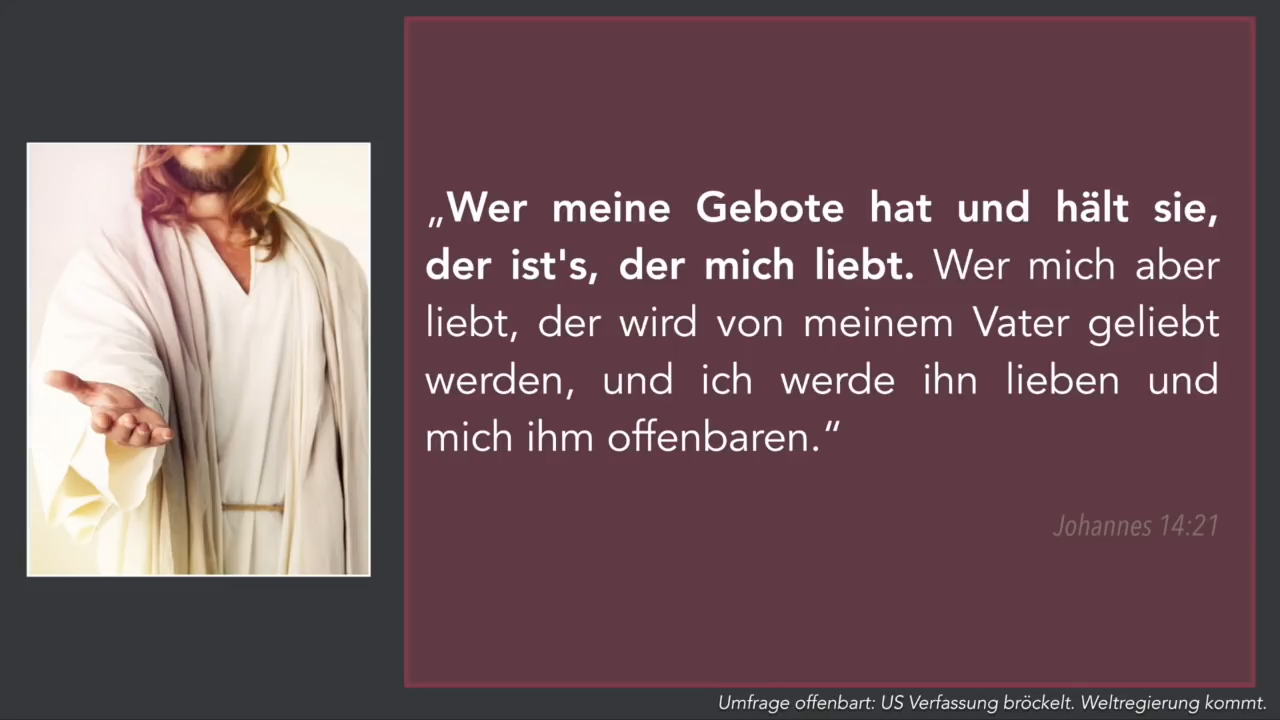 „Wer meine Gebote hat und hält sie,
der ist's, der mich liebt. Wer mich aber
liebt, der wird von meinem Vater geliebt
werden, und ich werde ihn lieben und
mich ihm offenbaren.“
Johannes 14:21
Umfrage offenbart: US Verfassung bröckelt. Weltregierung kommt.